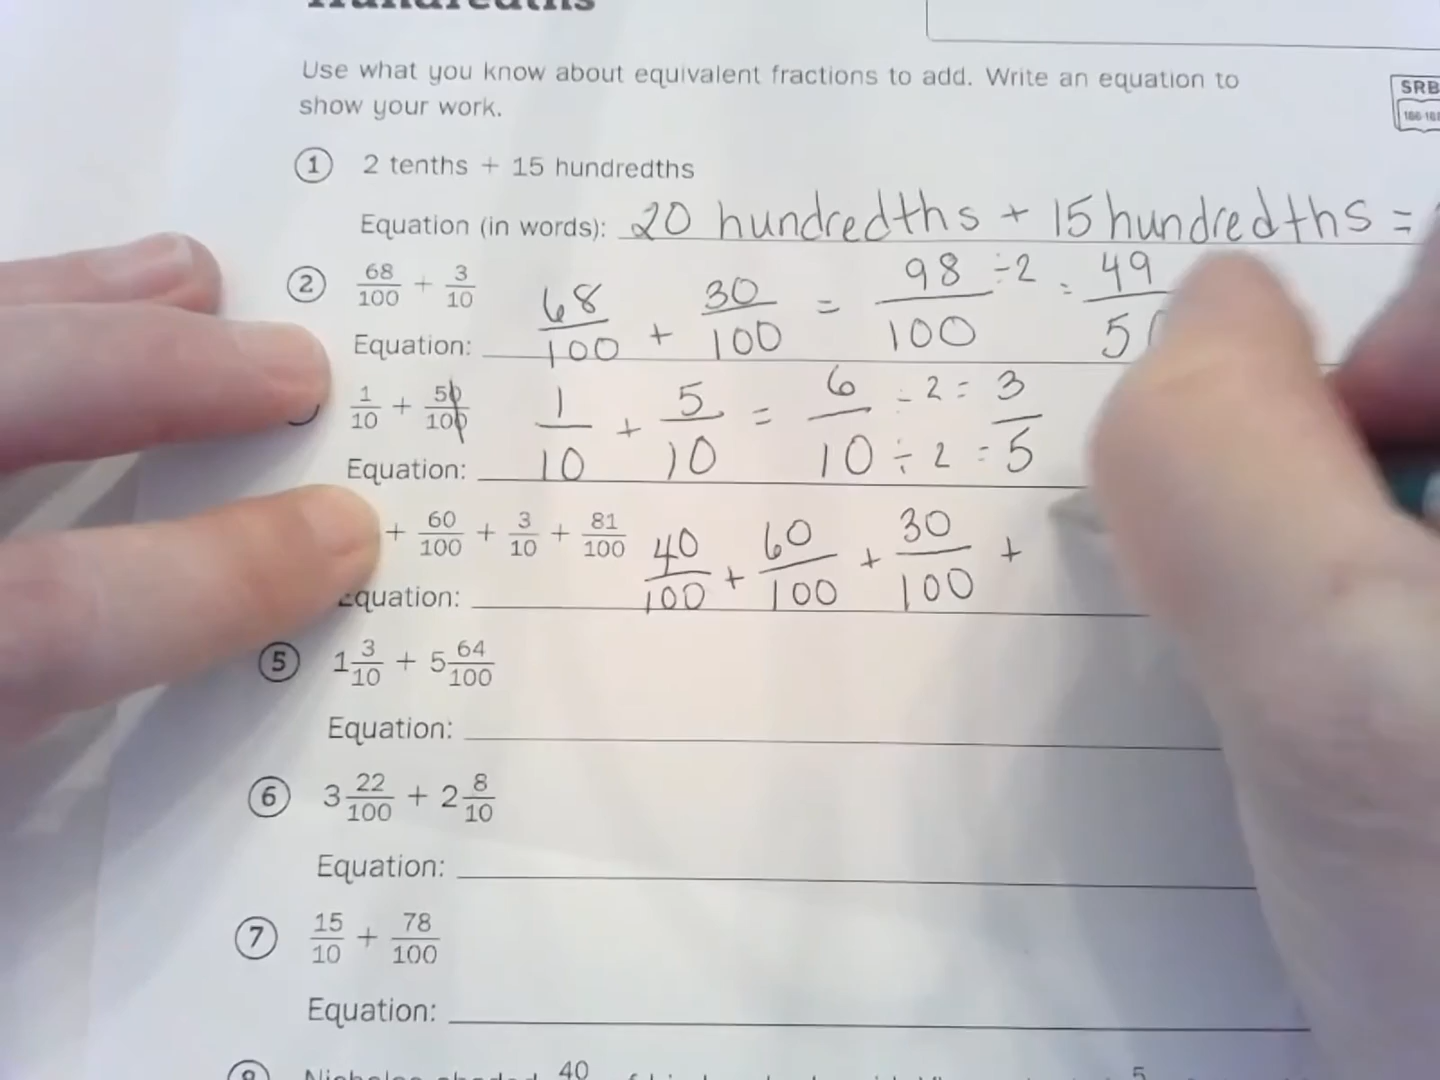 Use what you know about equivalent fractions to add. Write an equation to
show your work.
SRB
① 2 tenths + 15 hundredths
Equation (in words): 20 hundredths + 15 hundredths =
② 68/100 + 3/10
Equation: 68/100 + 30/100 = 98/100 ÷2 = 49/50
1/10 + 50/100
Equation: 1/10 + 5/10 = 6/10 ÷ 2 = 3 ÷ 2 = 5
+ 60/100 + 3/10 + 81/100
Equation: 40/100 + 60/100 + 30/100 +
⑤ 1 3/10 + 5 64/100
Equation:
⑥ 3 22/100 + 2 8/10
Equation:
⑦ 15/10 + 78/100
Equation:
40
5